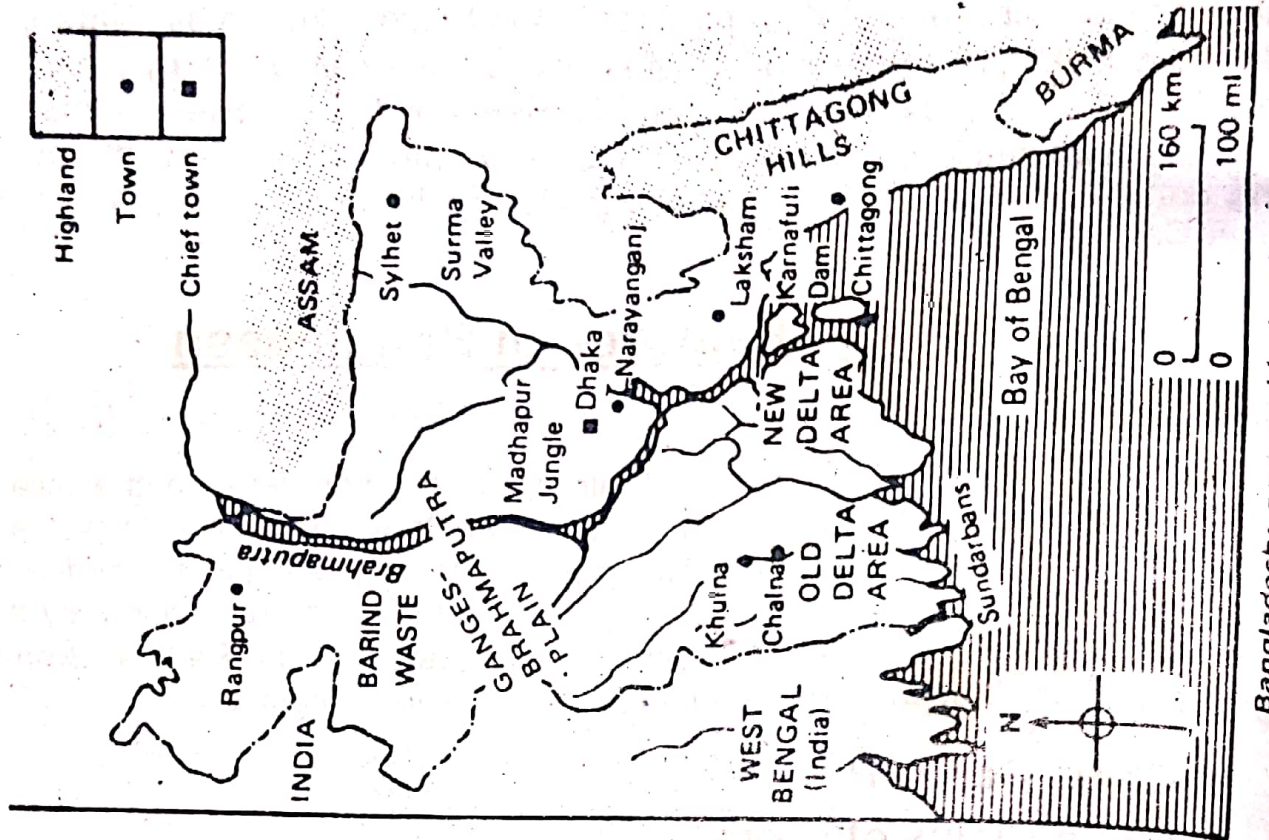 Highland
Town
Chief town
ASSAM
Sylhet
Surma
Valley
Brahmaputra
Rangpur
BARIND
WASTE
INDIA
GANGES-
BRAHMAPUTRA
PLAIN
Madhapur
Jungle
Dhaka
Narayanganj
Laksham
CHITTAGONG
HILLS
BURMA
Karnafuli
Dam
Chittagong
NEW
DELTA
AREA
Khulna
Chalna
OLD
DELTA
AREA
WEST
BENGAL
(India)
Sundarbans
Bay of Bengal
N
0 160 km
0 100 ml